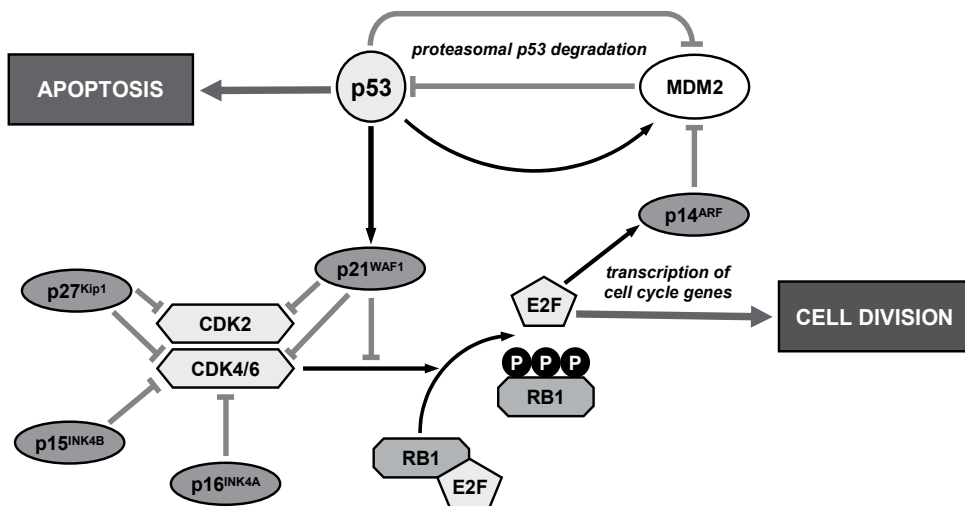 proteasomal p53 degradation
APOPTOSIS
p53
MDM2
p14ARF
p21WAF1
p27Kip1
transcription of
cell cycle genes
E2F
CDK2
CELL DIVISION
CDK4/6
P P P
RB1
p15INK4B
RB1
p16INK4A
E2F